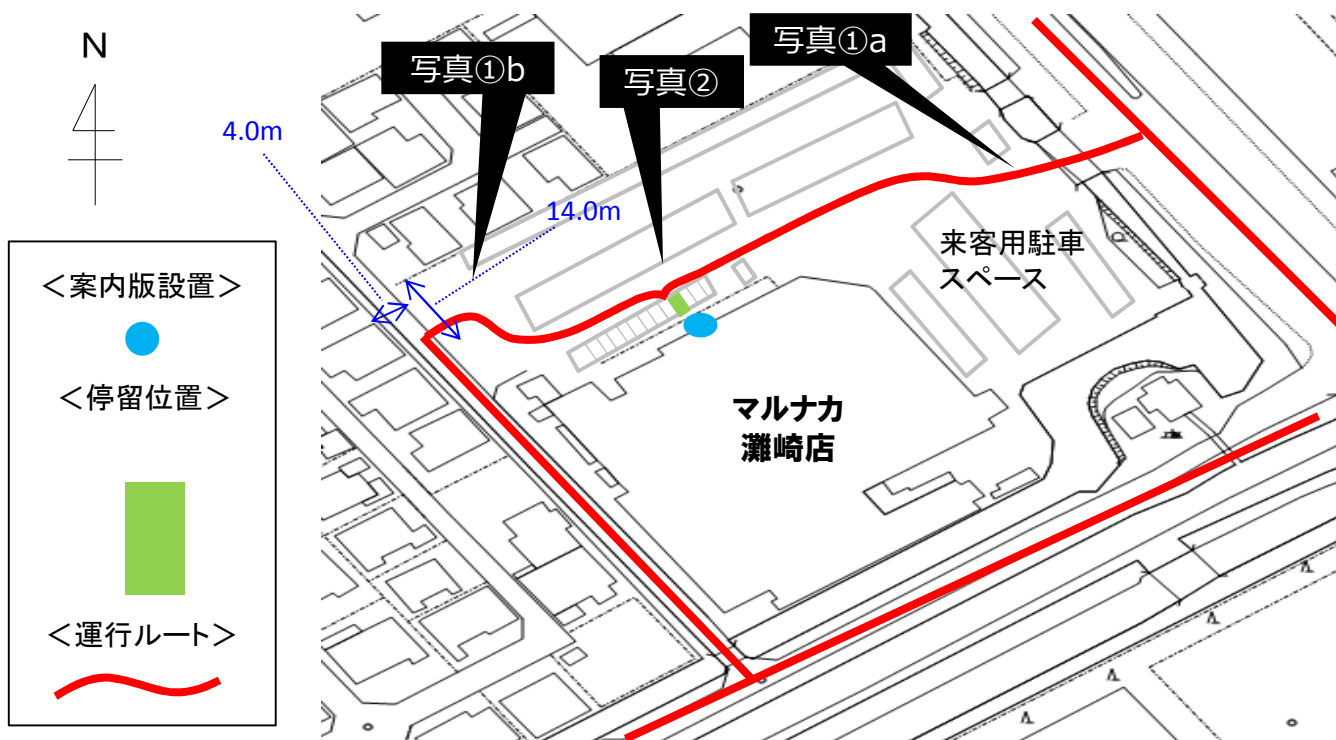 N
写真①b
写真②
写真①a
4.0m
14.0m
＜案内版設置＞
＜停留位置＞
＜運行ルート＞
来客用駐車
スペース
マルナカ
灘崎店